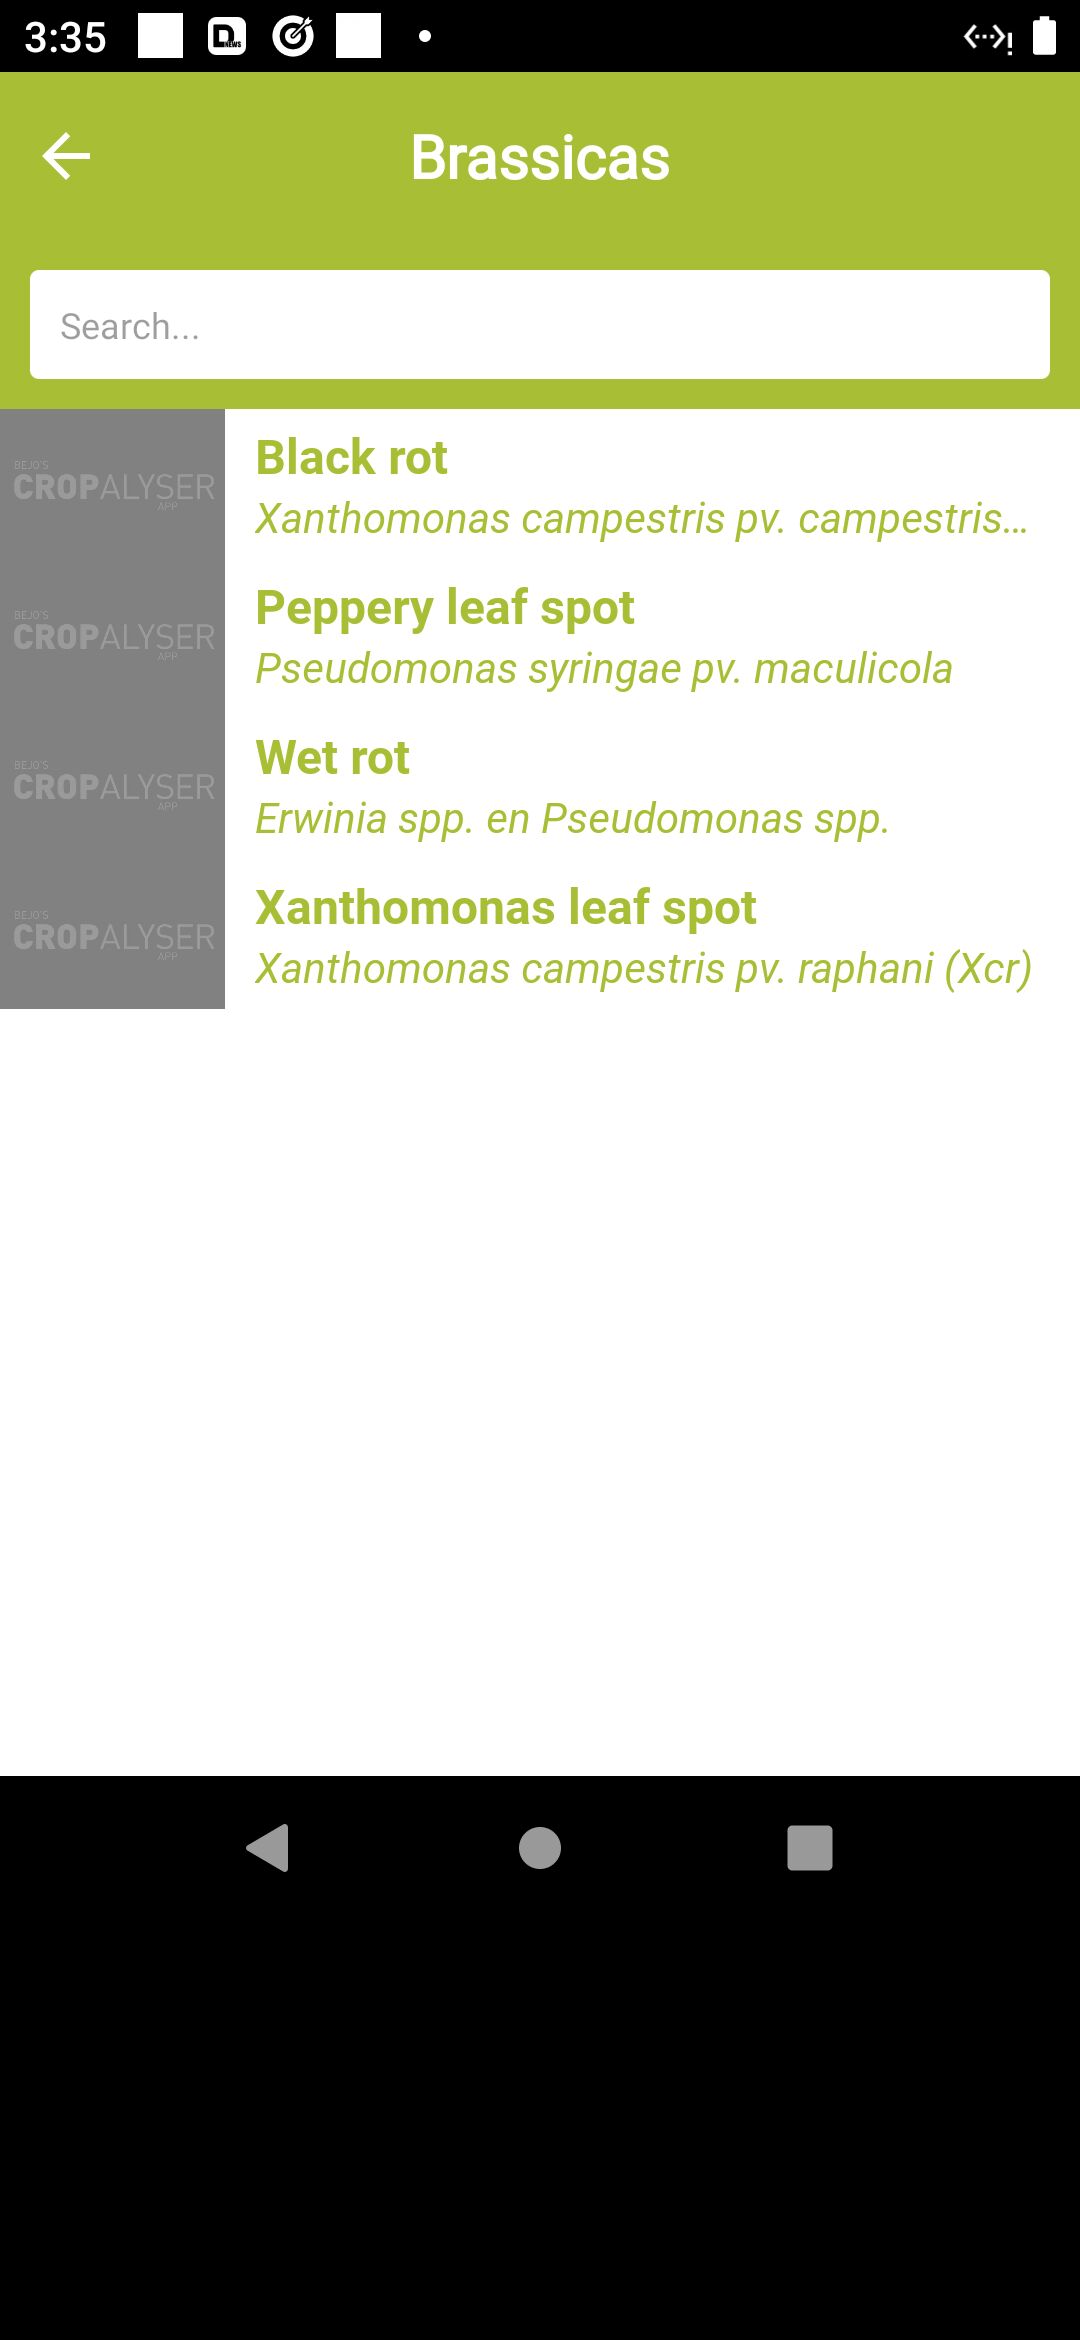 3:35
D NEWS
Brassicas
Search...
BEJO'S
CROPALYSER
APP
Black rot
Xanthomonas campestris pv. campestris...
BEJO'S
CROPALYSER
APP
Peppery leaf spot
Pseudomonas syringae pv. maculicola
BEJO'S
CROPALYSER
APP
Wet rot
Erwinia spp. en Pseudomonas spp.
BEJO'S
CROPALYSER
APP
Xanthomonas leaf spot
Xanthomonas campestris pv. raphani (Xcr)